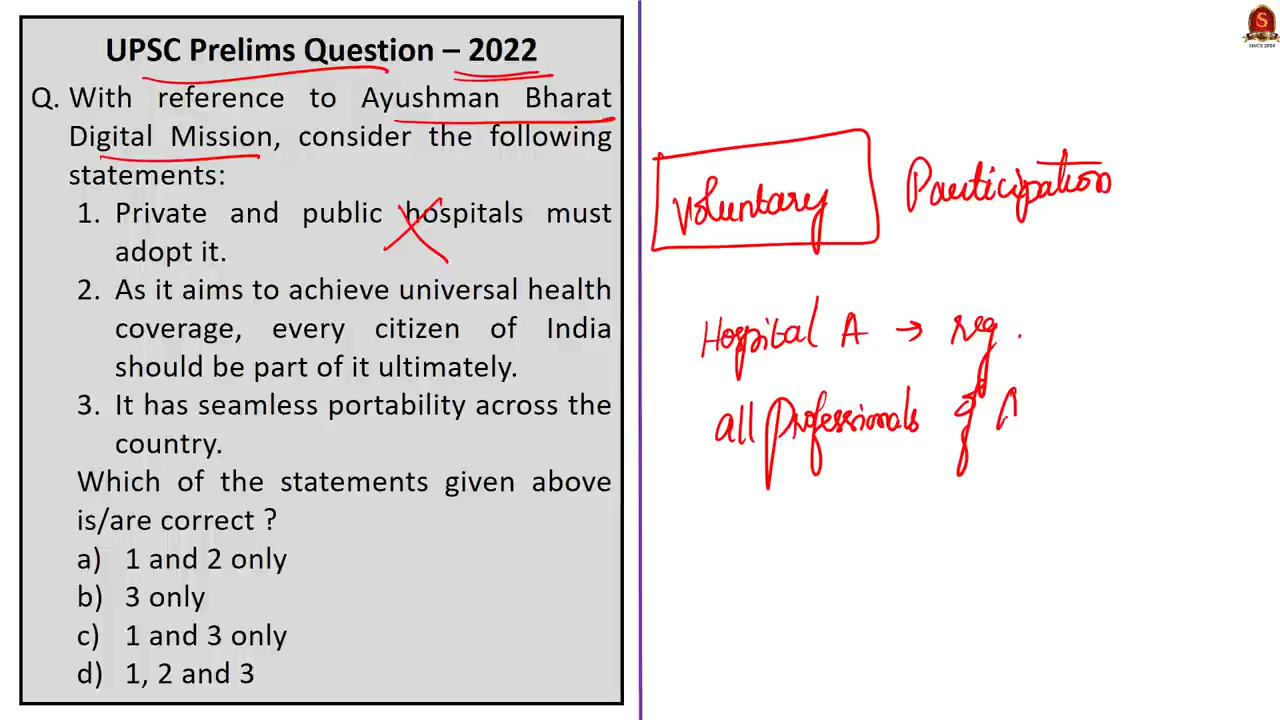 UPSC Prelims Question – 2022
Q. With reference to Ayushman Bharat
Digital Mission, consider the following
statements:
1. Private and public hospitals must
adopt it.
2. As it aims to achieve universal health
coverage, every citizen of India
should be part of it ultimately.
3. It has seamless portability across the
country.
Which of the statements given above
is/are correct ?
a) 1 and 2 only
b) 3 only
c) 1 and 3 only
d) 1, 2 and 3
S
SINCE 2004
Voluntary Participation
Hospital A → reg.
all Professionals of A